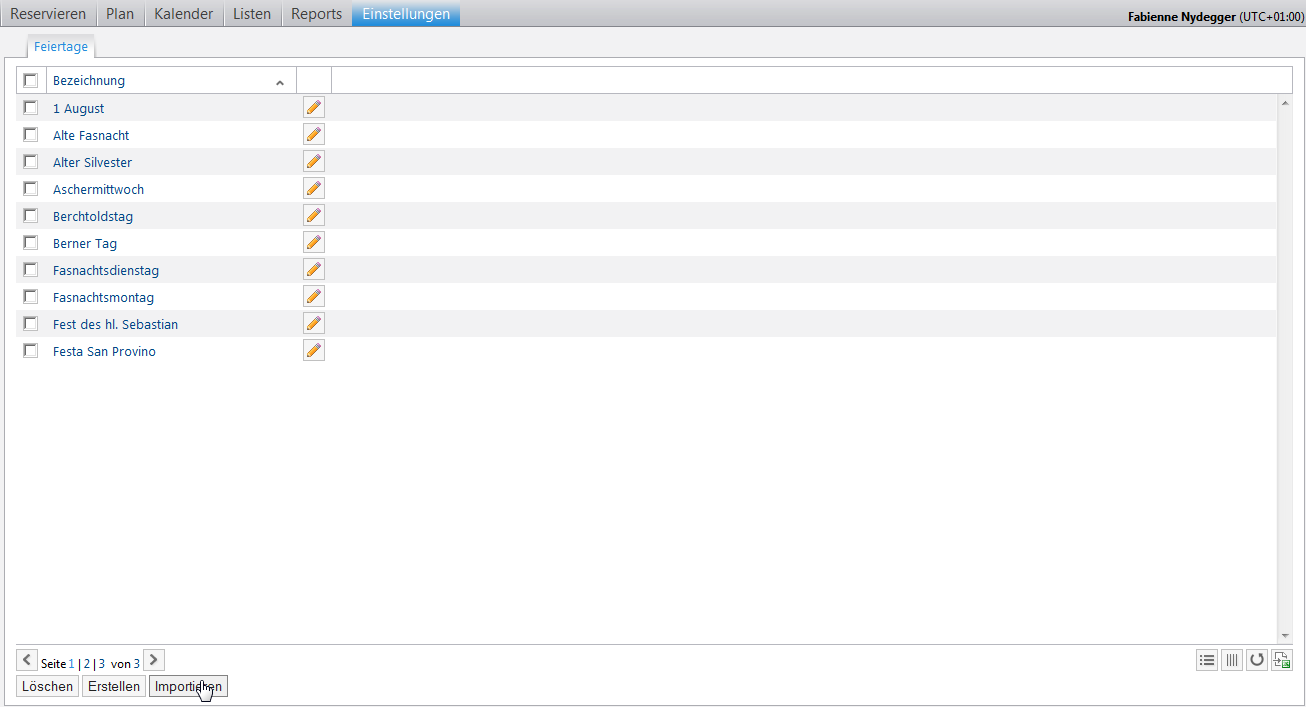 Reservieren Plan Kalender Listen Reports Einstellungen Fabienne Nydegger (UTC+01:00)
Feiertage
Bezeichnung
1 August
Alte Fasnacht
Alter Silvester
Aschermittwoch
Berchtoldstag
Berner Tag
Fasnachtsdienstag
Fasnachtsmontag
Fest des hl. Sebastian
Festa San Provino
Seite 1 | 2 | 3 von 3
Löschen Erstellen Importieren